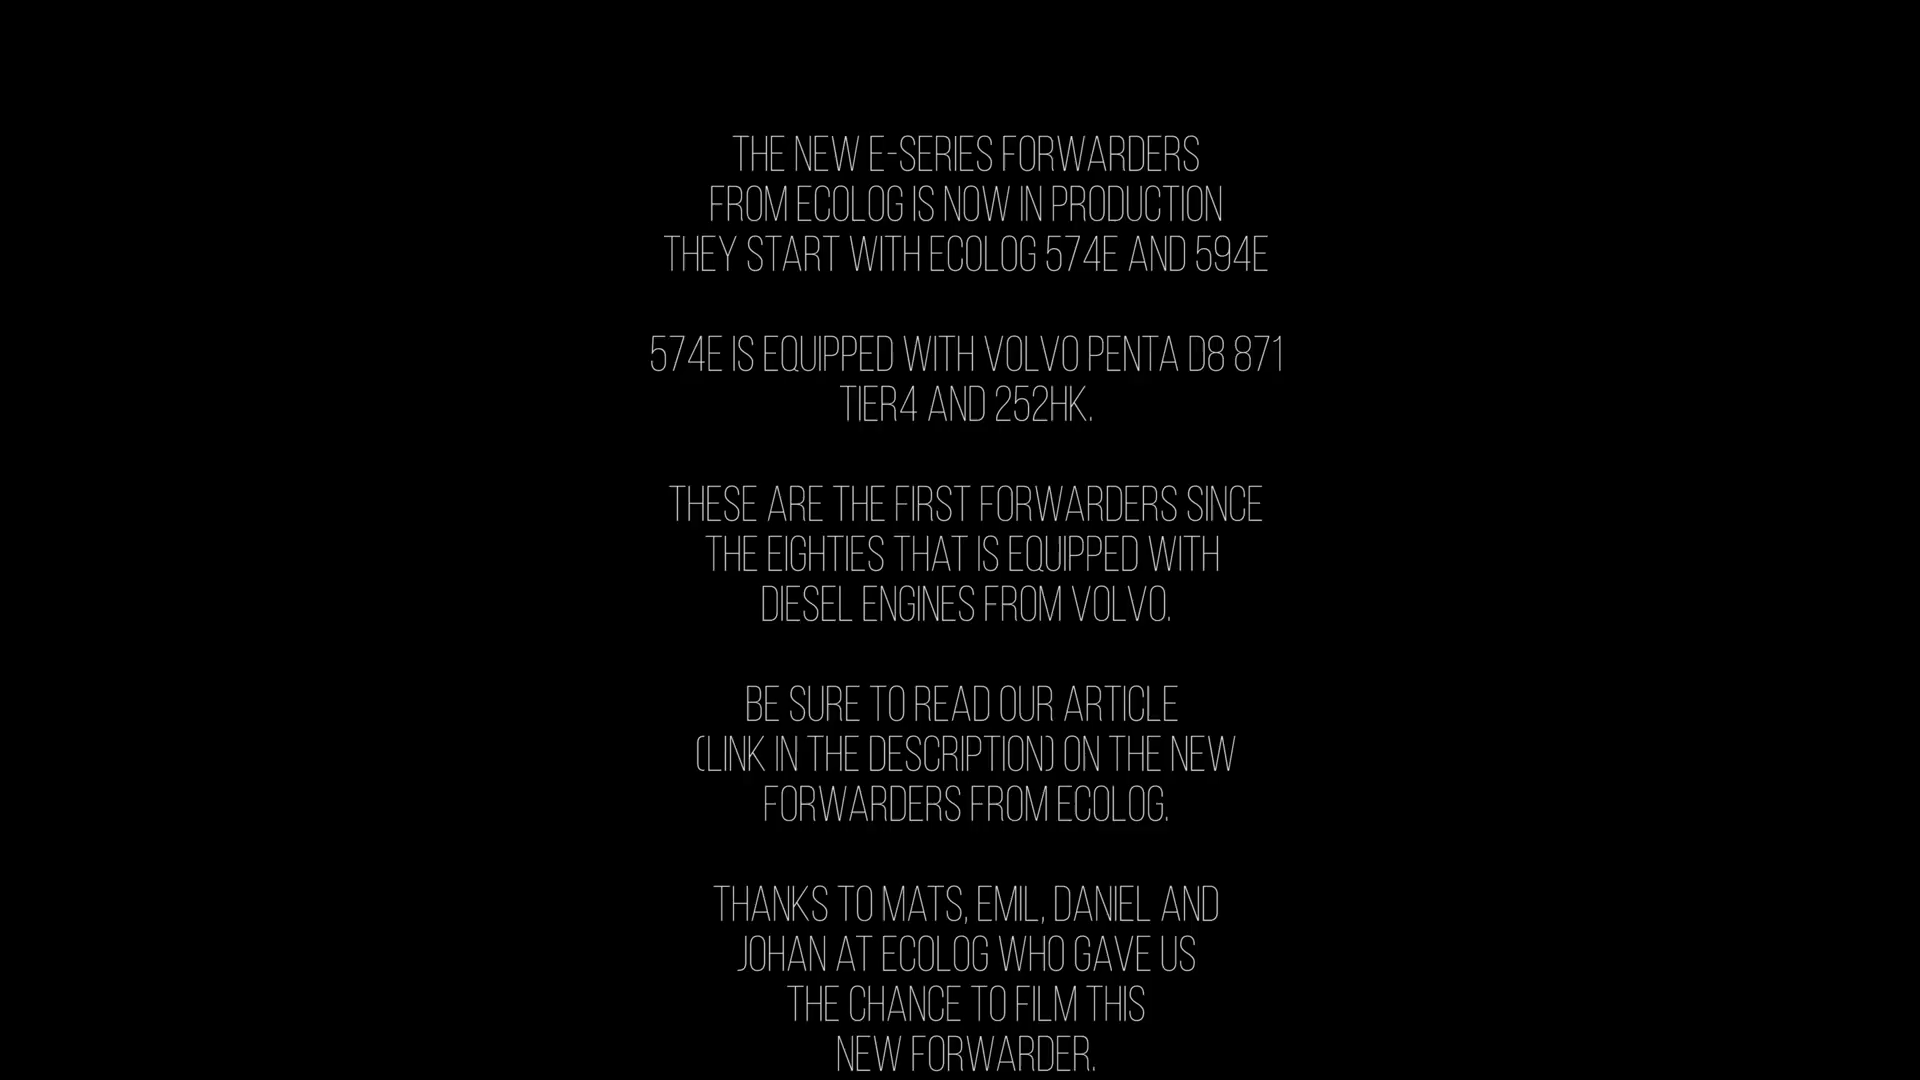 THE NEW E-SERIES FORWARDERS
FROM ECOLOG IS NOW IN PRODUCTION
THEY START WITH ECOLOG 574E AND 594E
574E IS EQUIPPED WITH VOLVO PENTA D8 871
TIER4 AND 252HK.
THESE ARE THE FIRST FORWARDERS SINCE
THE EIGHTIES THAT IS EQUIPPED WITH
DIESEL ENGINES FROM VOLVO.
BE SURE TO READ OUR ARTICLE
(LINK IN THE DESCRIPTION) ON THE NEW
FORWARDERS FROM ECOLOG.
THANKS TO MATS, EMIL, DANIEL AND
JOHAN AT ECOLOG WHO GAVE US
THE CHANCE TO FILM THIS
NEW FORWARDER.